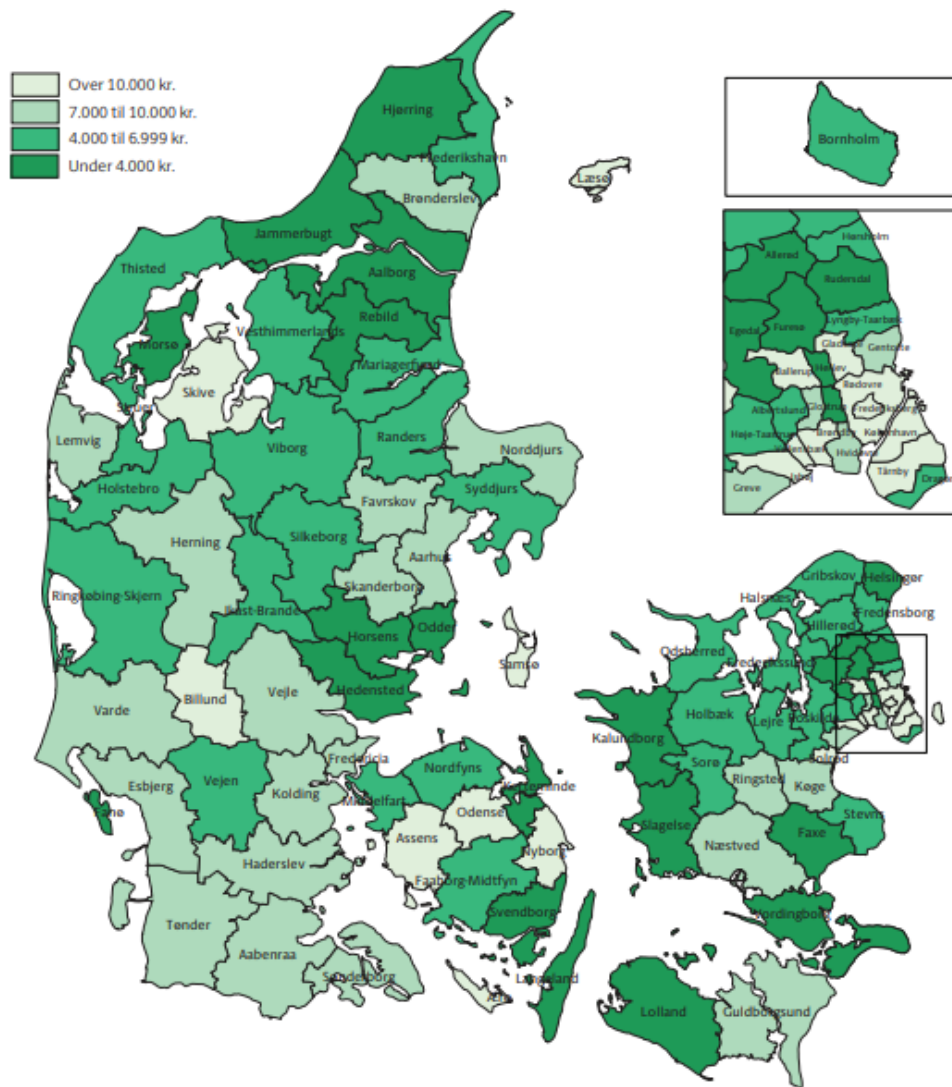 Over 10.000 kr.
7.000 til 10.000 kr.
4.000 til 6.999 kr.
Under 4.000 kr.
Hjørring
Frederikshavn
Læsø
Brønderslev
Jammerbugt
Thisted
Aalborg
Rebild
Vesthimmerlands
Morsø
Mariagerfjord
Skive
Struer
Lemvig
Viborg
Randers
Norddjurs
Holstebro
Syddjurs
Favrskov
Herning
Silkeborg
Aarhus
Skanderborg
Ringkøbing-Skjern
Ikast-Brande
Horsens
Odder
Samsø
Hedensted
Billund
Vejle
Varde
Fredericia
Esbjerg
Vejen
Kolding
Fanø
Haderslev
Tønder
Aabenraa
Sønderborg
Nordfyns
Middelfart
Kerteminde
Odense
Assens
Nyborg
Faaborg-Midtfyn
Svendborg
Langeland
Ærø
Bornholm
Hørsholm
Allerød
Rudersdal
Lyngby-Taarbæk
Egedal
Furesø
Gladsaxe
Gentofte
Ballerup
Herlev
Rødovre
Albertslund
Glostrup
Frederiksberg
Høje-Taastrup
Brøndby
København
Vallensbæk
Hvidovre
Tårnby
Ishøj
Dragør
Greve
Gribskov
Helsingør
Halsnæs
Fredensborg
Hillerød
Odsherred
Frederikssund
Holbæk
Lejre
Roskilde
Kalundborg
Solrød
Sorø
Ringsted
Køge
Stevns
Slagelse
Næstved
Faxe
Vordingborg
Lolland
Guldborgsund